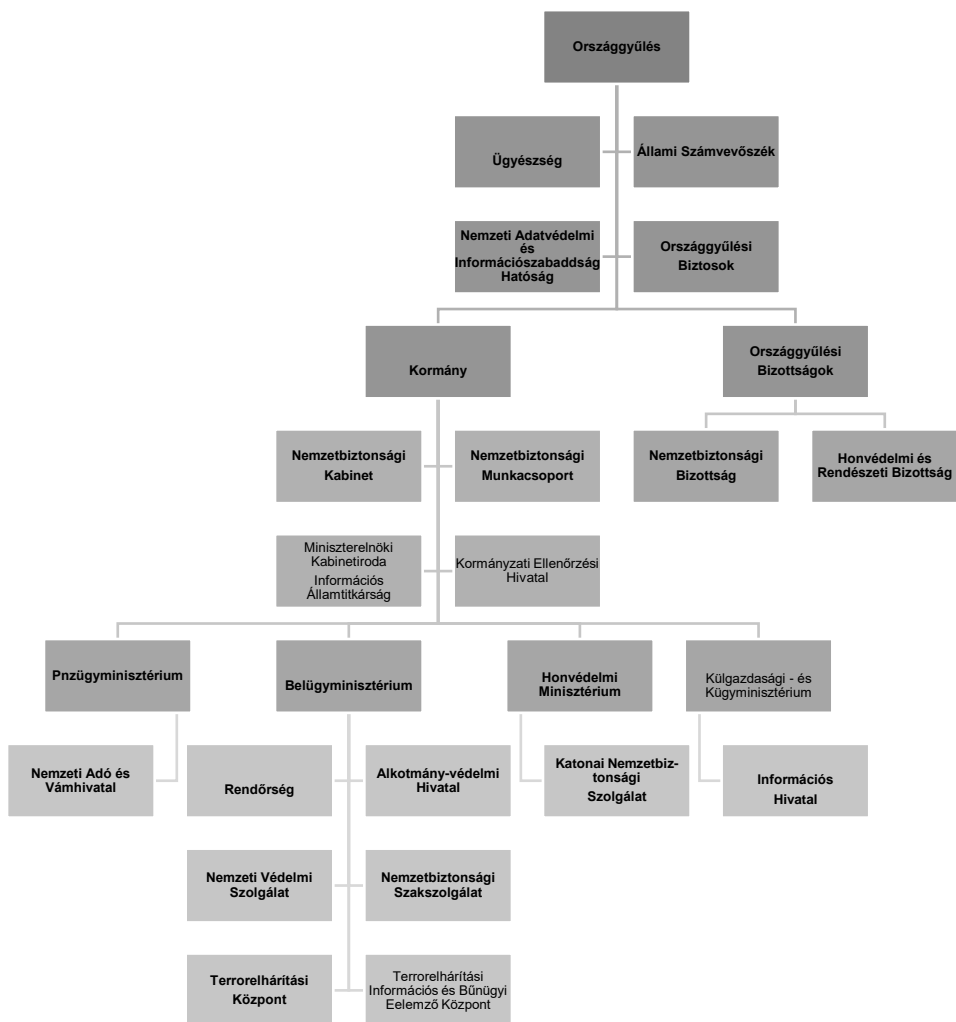 Országgyűlés
Ügyészség
Állami Számvevőszék
Nemzeti Adatvédelmi
és
Információszabaddság
Hatóság
Országgyűlési
Biztosok
Kormány
Országgyűlési
Bizottságok
Nemzetbiztonsági
Kabinet
Nemzetbiztonsági
Munkacsoport
Nemzetbiztonsági
Bizottság
Honvédelmi és
Rendészeti Bizottság
Miniszterelnöki
Kabinetiroda
Információs
Államtitkárság
Kormányzati Ellenőrzési
Hivatal
Pnzügyminisztérium
Belügyminisztérium
Honvédelmi
Minisztérium
Külgazdasági - és
Kügyminisztérium
Nemzeti Adó és
Vámhivatal
Rendőrség
Alkotmány-védelmi
Hivatal
Katonai Nemzetbiz-
tonsági
Szolgálat
Információs
Hivatal
Nemzeti Védelmi
Szolgálat
Nemzetbiztonsági
Szakszolgálat
Terrorelhárítási
Központ
Terrorelhárítási
Információs és Bűnügyi
Eelemző Központ